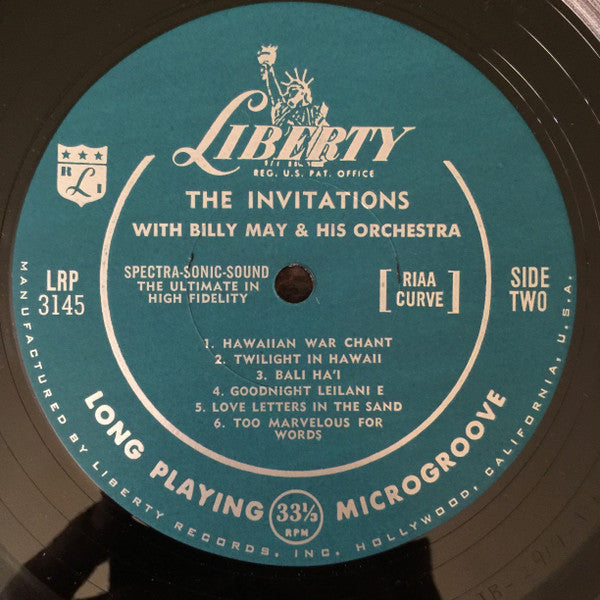 LIBERTY
REG. U.S. PAT. OFFICE
R L I
THE INVITATIONS
WITH BILLY MAY & HIS ORCHESTRA
SPECTRA-SONIC-SOUND
THE ULTIMATE IN
HIGH FIDELITY
LRP
3145
[RIAA
CURVE]
SIDE
TWO
1. HAWAIIAN WAR CHANT
2. TWILIGHT IN HAWAII
3. BALI HA'I
4. GOODNIGHT LEILANI E
5. LOVE LETTERS IN THE SAND
6. TOO MARVELOUS FOR
WORDS
LONG PLAYING 33⅓ RPM MICROGROOVE
MANUFACTURED BY LIBERTY RECORDS, INC. HOLLYWOOD, CALIFORNIA, U.S.A.